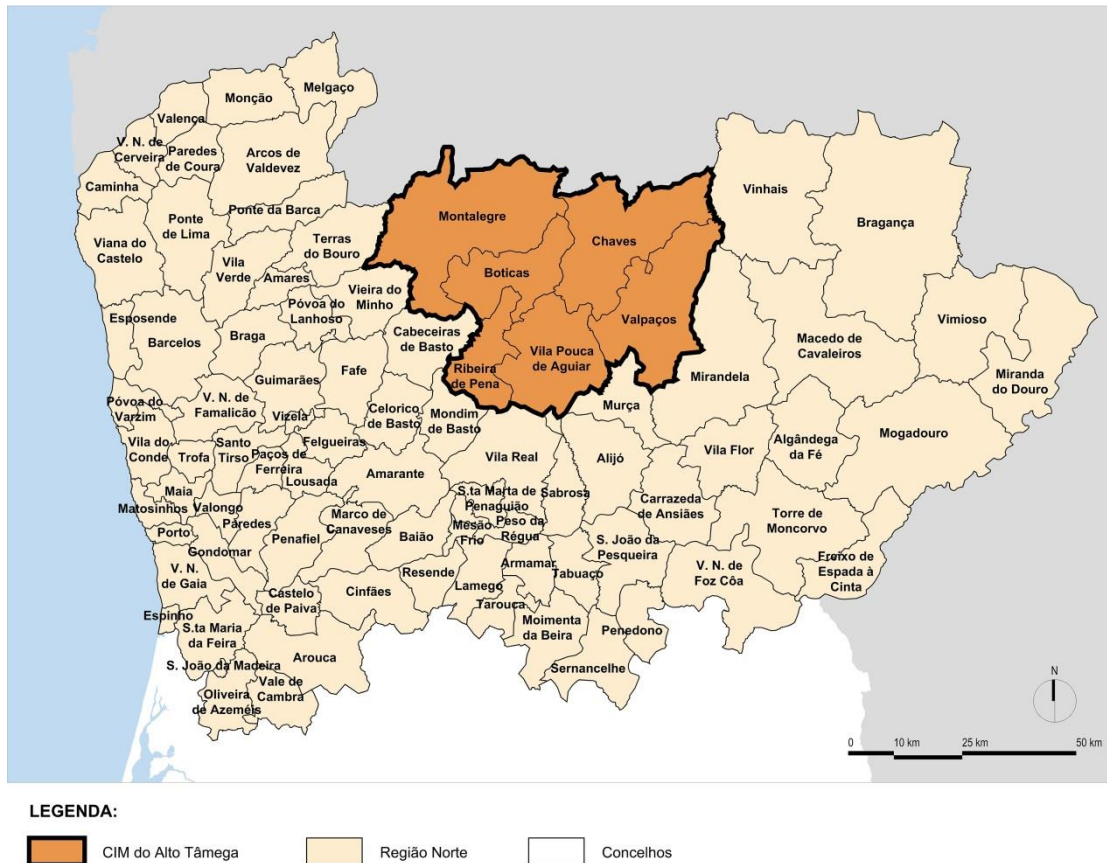 Melgaço
Monção
Valença
V. N. de
Cerveira
Paredes
de Coura
Arcos de
Valdevez
Caminha
Ponte da Barca
Ponte
de Lima
Viana do
Castelo
Terras
do Bouro
Vila
Verde
Amares
Vieira do
Minho
Póvoa do
Lanhoso
Esposende
Barcelos
Braga
Cabeceiras
de Basto
Montalegre
Chaves
Boticas
Valpaços
Vila Pouca
de Aguiar
Ribeira
de Pena
Vinhais
Bragança
Vimioso
Macedo de
Cavaleiros
Miranda
do Douro
Mirandela
Mogadouro
Guimarães
Fafe
Póvoa do
Varzim
V. N. de
Famalicão
Vizela
Celorico
de Basto
Mondim
de Basto
Murça
Vila do
Conde
Trofa
Santo
Tirso
Paços de
Ferreira
Felgueiras
Lousada
Amarante
Vila Real
Alijó
Vila Flor
Algândega
da Fé
Maia
Matosinhos
Valongo
Paredes
Penafiel
Marco de
Canaveses
Baião
S.ta Marta de
Penaguião
Mesão
Frio
Peso da
Régua
Sabrosa
Carrazeda
de Ansiães
Torre de
Moncorvo
Porto
Gondomar
V. N.
de Gaia
Castelo
de Paiva
Cinfães
Resende
Lamego
Armamar
Tabuaço
S. João da
Pesqueira
V. N. de
Foz Côa
Freixo de
Espada à
Cinta
Espinho
S.ta Maria
da Feira
Arouca
Tarouca
Moimenta
da Beira
Penedono
Sernancelhe
S. João da Madeira
Oliveira
de Azeméis
Vale de
Cambra
N
0 10 km 25 km 50 km
LEGENDA:
CIM do Alto Tâmega Região Norte Concelhos